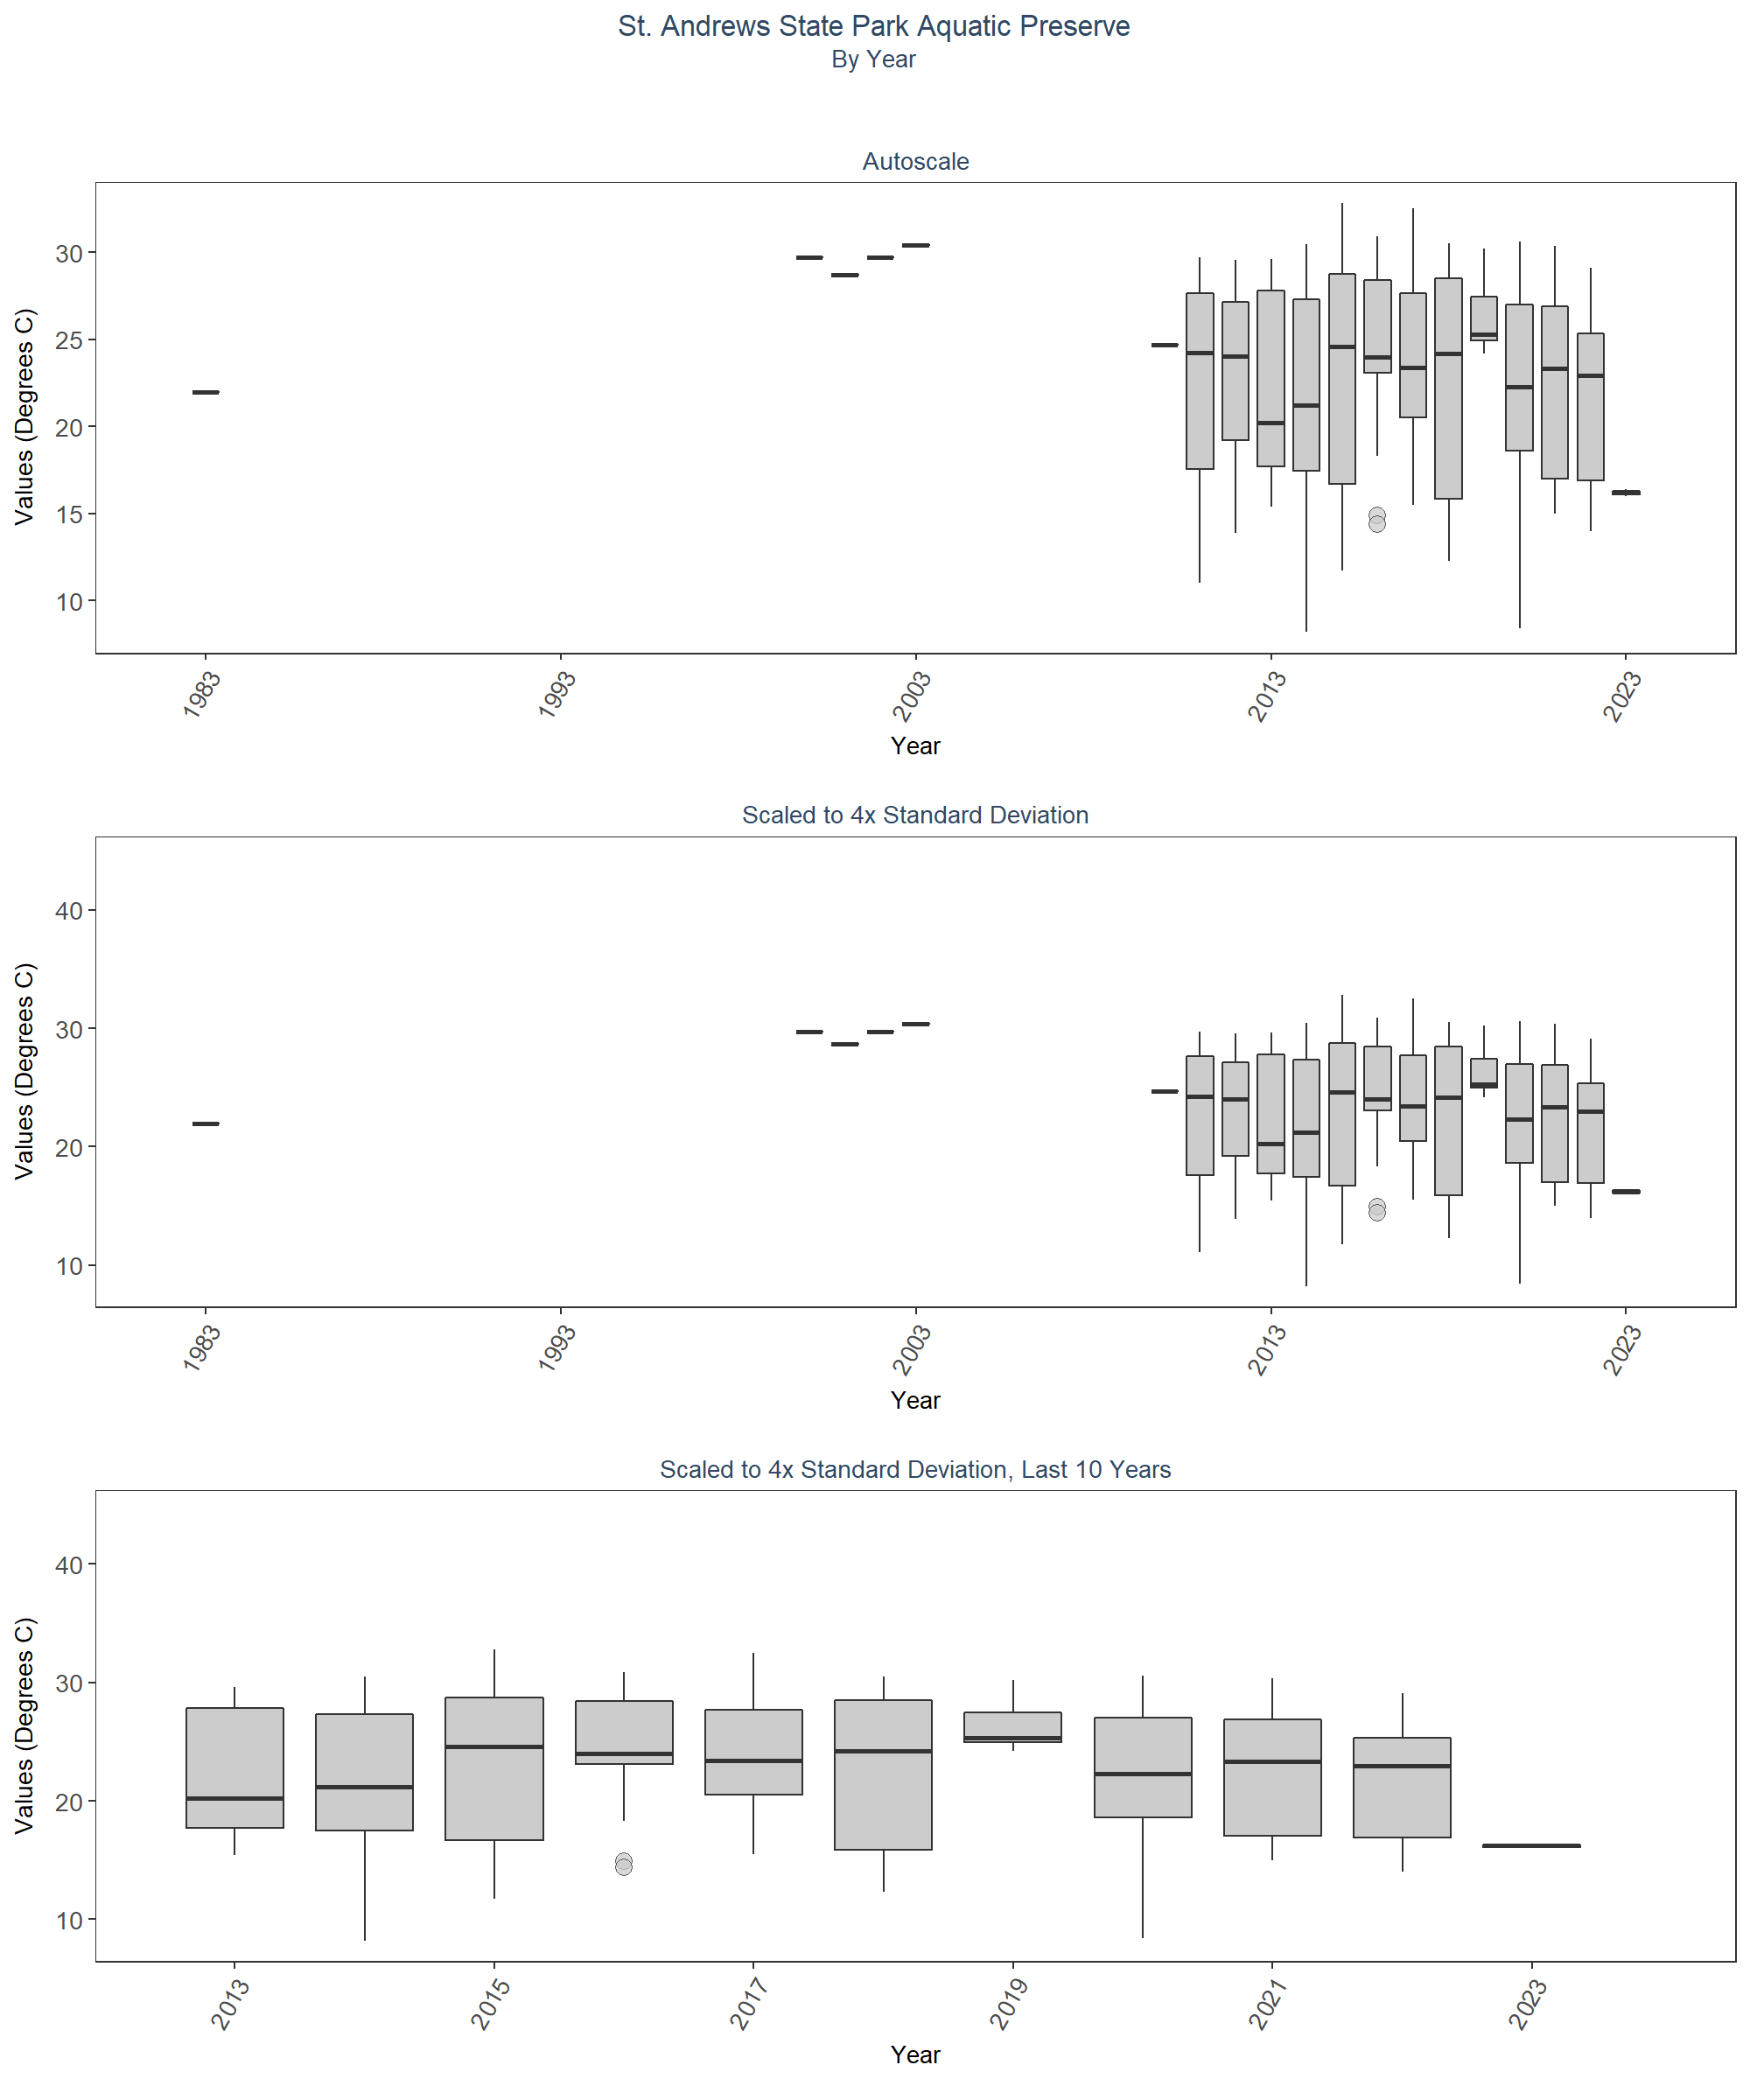 St. Andrews State Park Aquatic Preserve
By Year
Autoscale
Values (Degrees C)
30
25
20
15
10
1983
1993
2003
2013
2023
Year
Scaled to 4x Standard Deviation
Values (Degrees C)
40
30
20
10
1983
1993
2003
2013
2023
Year
Scaled to 4x Standard Deviation, Last 10 Years
Values (Degrees C)
40
30
20
10
2013
2015
2017
2019
2021
2023
Year